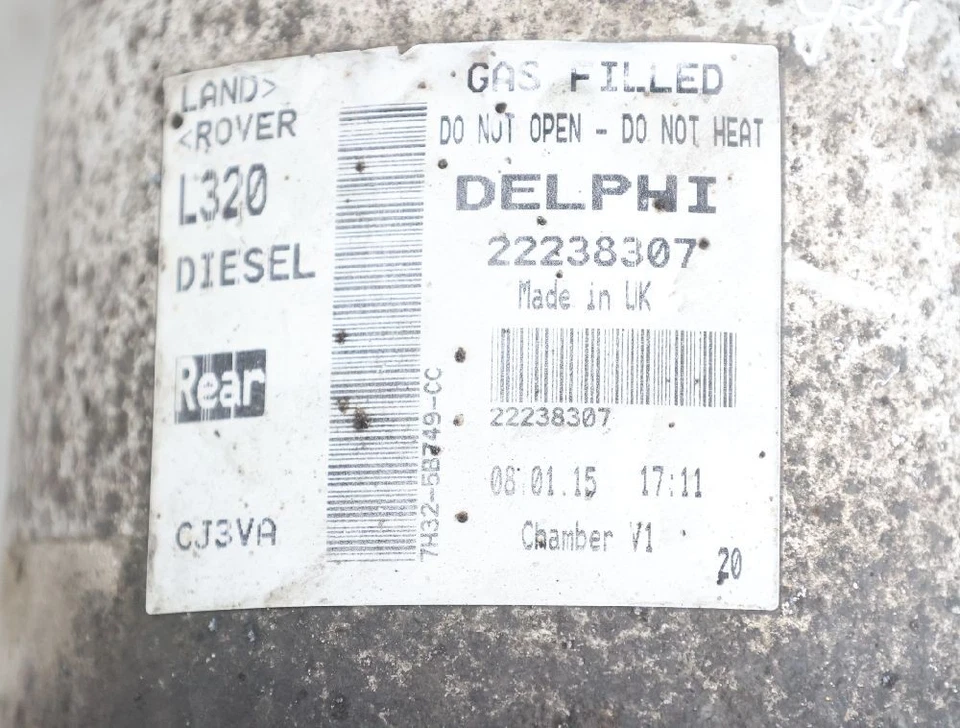 LAND>
<ROVER
L320
DIESEL
Rear
CJ3VA
7H32-5B749-CC
GAS FILLED
DO NOT OPEN - DO NOT HEAT
DELPHI
22238307
Made in UK
22238307
08.01.15 17:11
Chamber V1
20